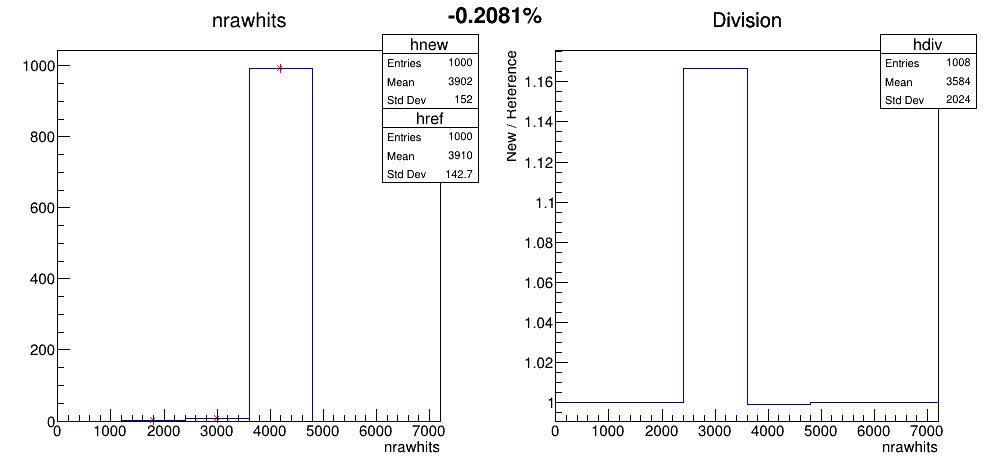 -0.2081%
nrawhits
hnew
Entries 1000
Mean 3902
Std Dev 152
href
Entries 1000
Mean 3910
Std Dev 142.7
1000
800
600
400
200
0
0 1000 2000 3000 4000 5000 6000 7000
nrawhits
Division
hdiv
Entries 1008
Mean 3584
Std Dev 2024
New / Reference
1.16
1.14
1.12
1.1
1.08
1.06
1.04
1.02
1
0 1000 2000 3000 4000 5000 6000 7000
nrawhits